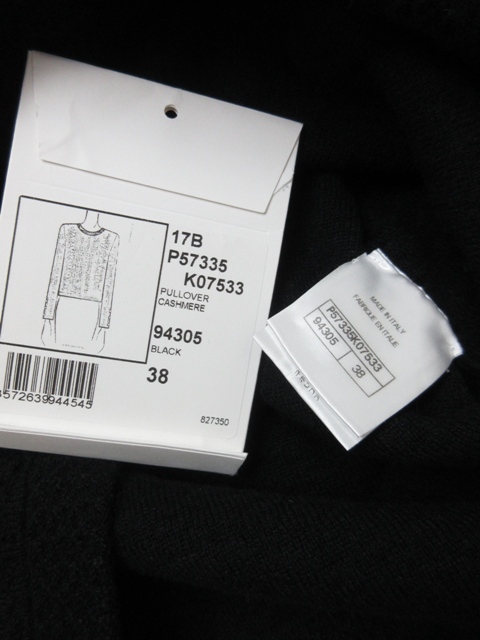 17B
P57335
K07533
PULLOVER
CASHMERE
94305
BLACK
38
3572639944545
827350
MADE IN ITALY
FABRIQUE EN ITALIE
P57335K07533
94305
38